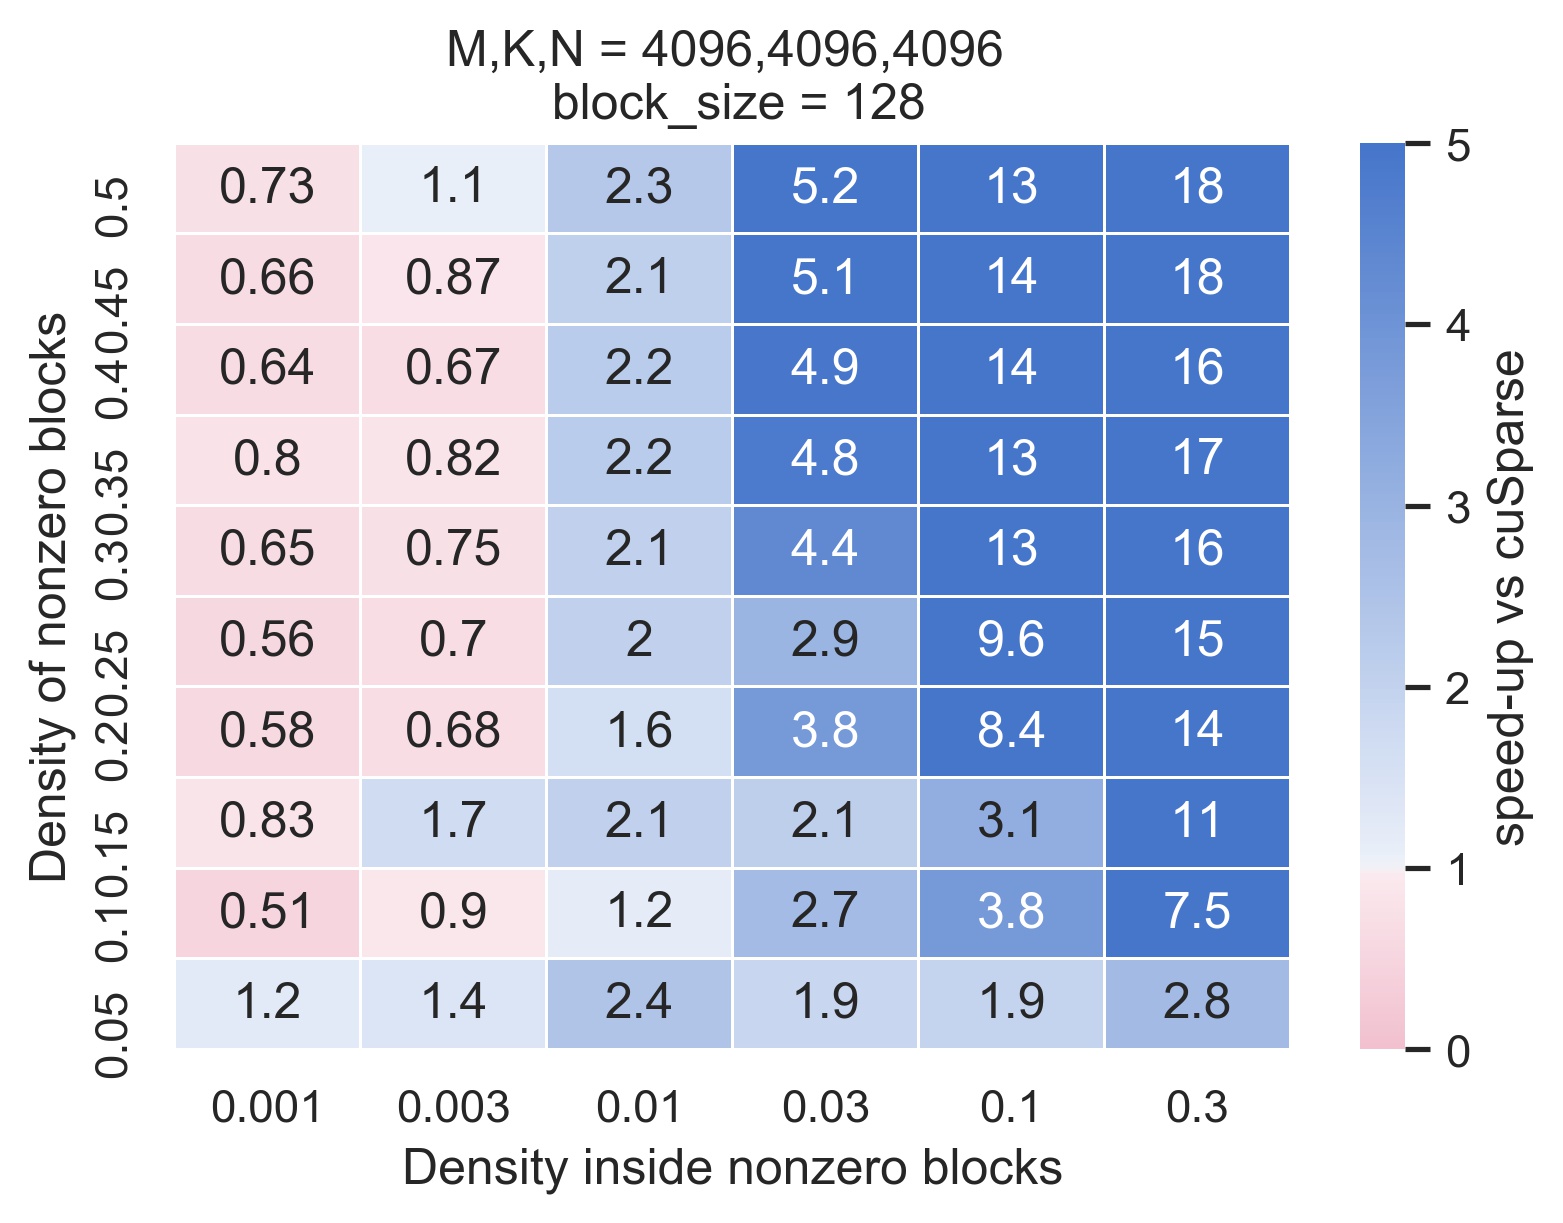 M,K,N = 4096,4096,4096
block_size = 128
Density of nonzero blocks
0.5 0.73 1.1 2.3 5.2 13 18
0.45 0.66 0.87 2.1 5.1 14 18
0.4 0.64 0.67 2.2 4.9 14 16
0.35 0.8 0.82 2.2 4.8 13 17
0.3 0.65 0.75 2.1 4.4 13 16
0.25 0.56 0.7 2 2.9 9.6 15
0.2 0.58 0.68 1.6 3.8 8.4 14
0.15 0.83 1.7 2.1 2.1 3.1 11
0.1 0.51 0.9 1.2 2.7 3.8 7.5
0.05 1.2 1.4 2.4 1.9 1.9 2.8
0.001 0.003 0.01 0.03 0.1 0.3
Density inside nonzero blocks
5
4
3
2
1
0
speed-up vs cuSparse